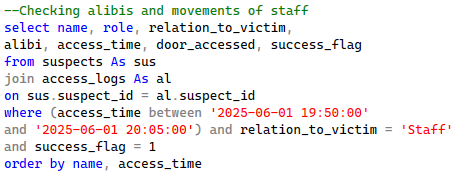 --Checking alibis and movements of staff
select name, role, relation_to_victim,
alibi, access_time, door_accessed, success_flag
from suspects As sus
join access_logs As al
on sus.suspect_id = al.suspect_id
where (access_time between '2025-06-01 19:50:00'
and '2025-06-01 20:05:00') and relation_to_victim = 'Staff'
and success_flag = 1
order by name, access_time